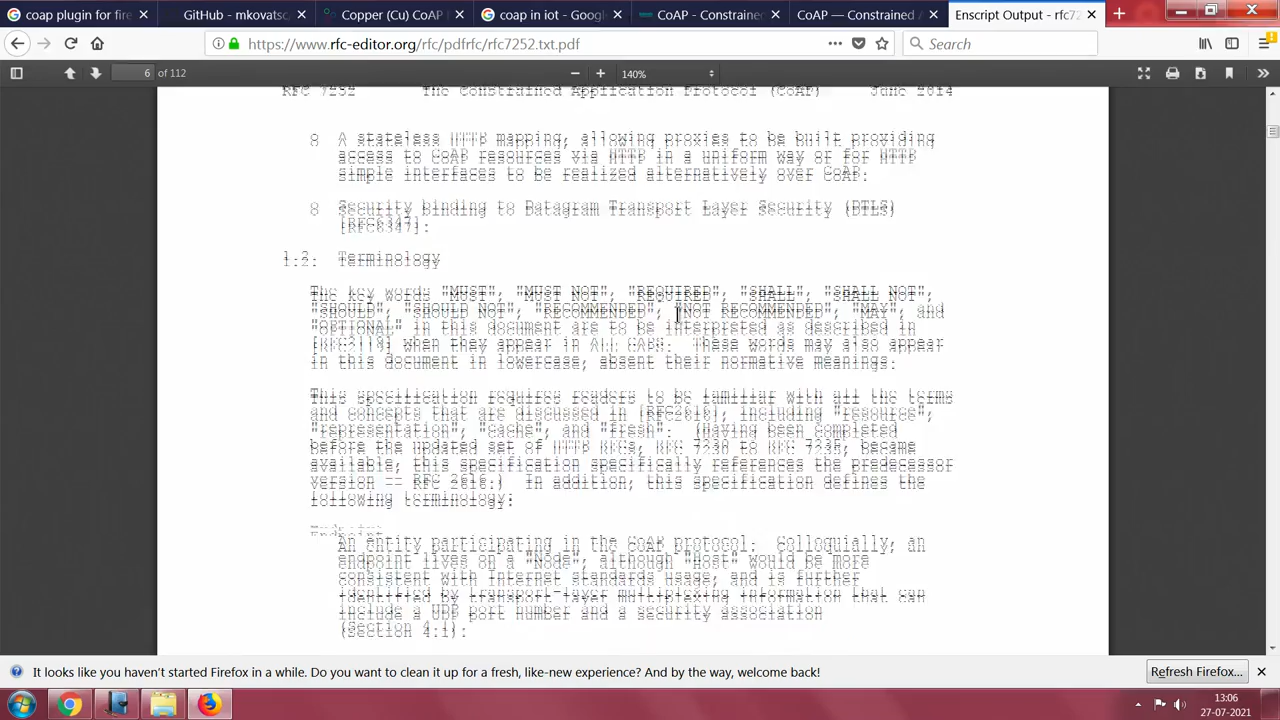 coap plugin for fire
GitHub - mkovats
Copper (Cu) CoAP
coap in iot - Goog
CoAP - Constraine
CoAP — Constrained A
Enscript Output - rfc7
https://www.rfc-editor.org/rfc/pdfrfc/rfc7252.txt.pdf
Search
6 of 112
140%
RFC 7252 The Constrained Application Protocol (CoAP) June 2014
o A stateless HTTP mapping, allowing proxies to be built providing
access to CoAP resources via HTTP in a uniform way or for HTTP
simple interfaces to be realized alternatively over CoAP.
o Security binding to Datagram Transport Layer Security (DTLS)
[RFC6347].
1.2. Terminology
The key words "MUST", "MUST NOT", "REQUIRED", "SHALL", "SHALL NOT",
"SHOULD", "SHOULD NOT", "RECOMMENDED", "NOT RECOMMENDED", "MAY", and
"OPTIONAL" in this document are to be interpreted as described in
[RFC2119] when they appear in ALL CAPS. These words may also appear
in this document in lowercase, absent their normative meanings.
This specification requires readers to be familiar with all the terms
and concepts that are discussed in [RFC2616], including "resource",
"representation", "cache", and "fresh". (Having been completed
before the updated set of HTTP RFCs, RFC 7230 to RFC 7235, became
available, this specification specifically references the predecessor
version -- RFC 2616.) In addition, this specification defines the
following terminology:
Endpoint
An entity participating in the CoAP protocol. Colloquially, an
endpoint lives on a "Node", although "Host" would be more
consistent with Internet standards usage, and is further
identified by transport-layer multiplexing information that can
include a UDP port number and a security association
(Section 4.1).
It looks like you haven't started Firefox in a while. Do you want to clean it up for a fresh, like-new experience? And by the way, welcome back!
Refresh Firefox...
13:06
27-07-2021